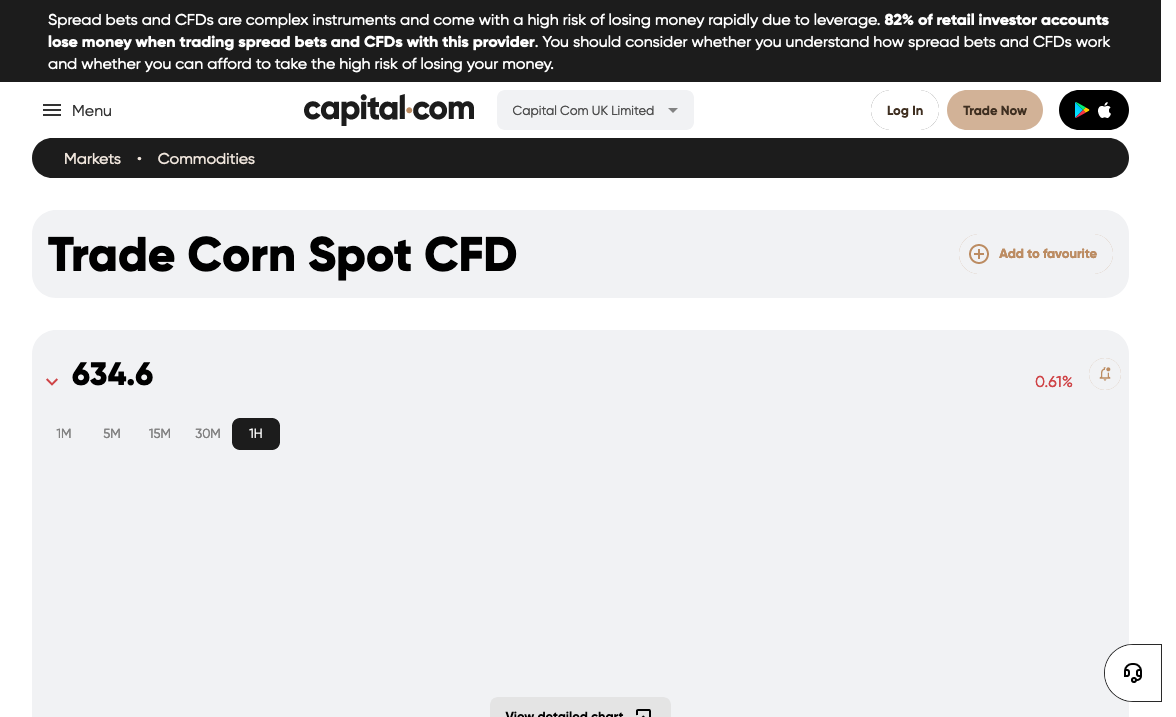 Spread bets and CFDs are complex instruments and come with a high risk of losing money rapidly due to leverage. 82% of retail investor accounts
lose money when trading spread bets and CFDs with this provider. You should consider whether you understand how spread bets and CFDs work
and whether you can afford to take the high risk of losing your money.
Menu
capital.com
Capital Com UK Limited
Log In
Trade Now
Markets • Commodities
Trade Corn Spot CFD
Add to favourite
634.6
0.61%
1M 5M 15M 30M 1H
View detailed chart